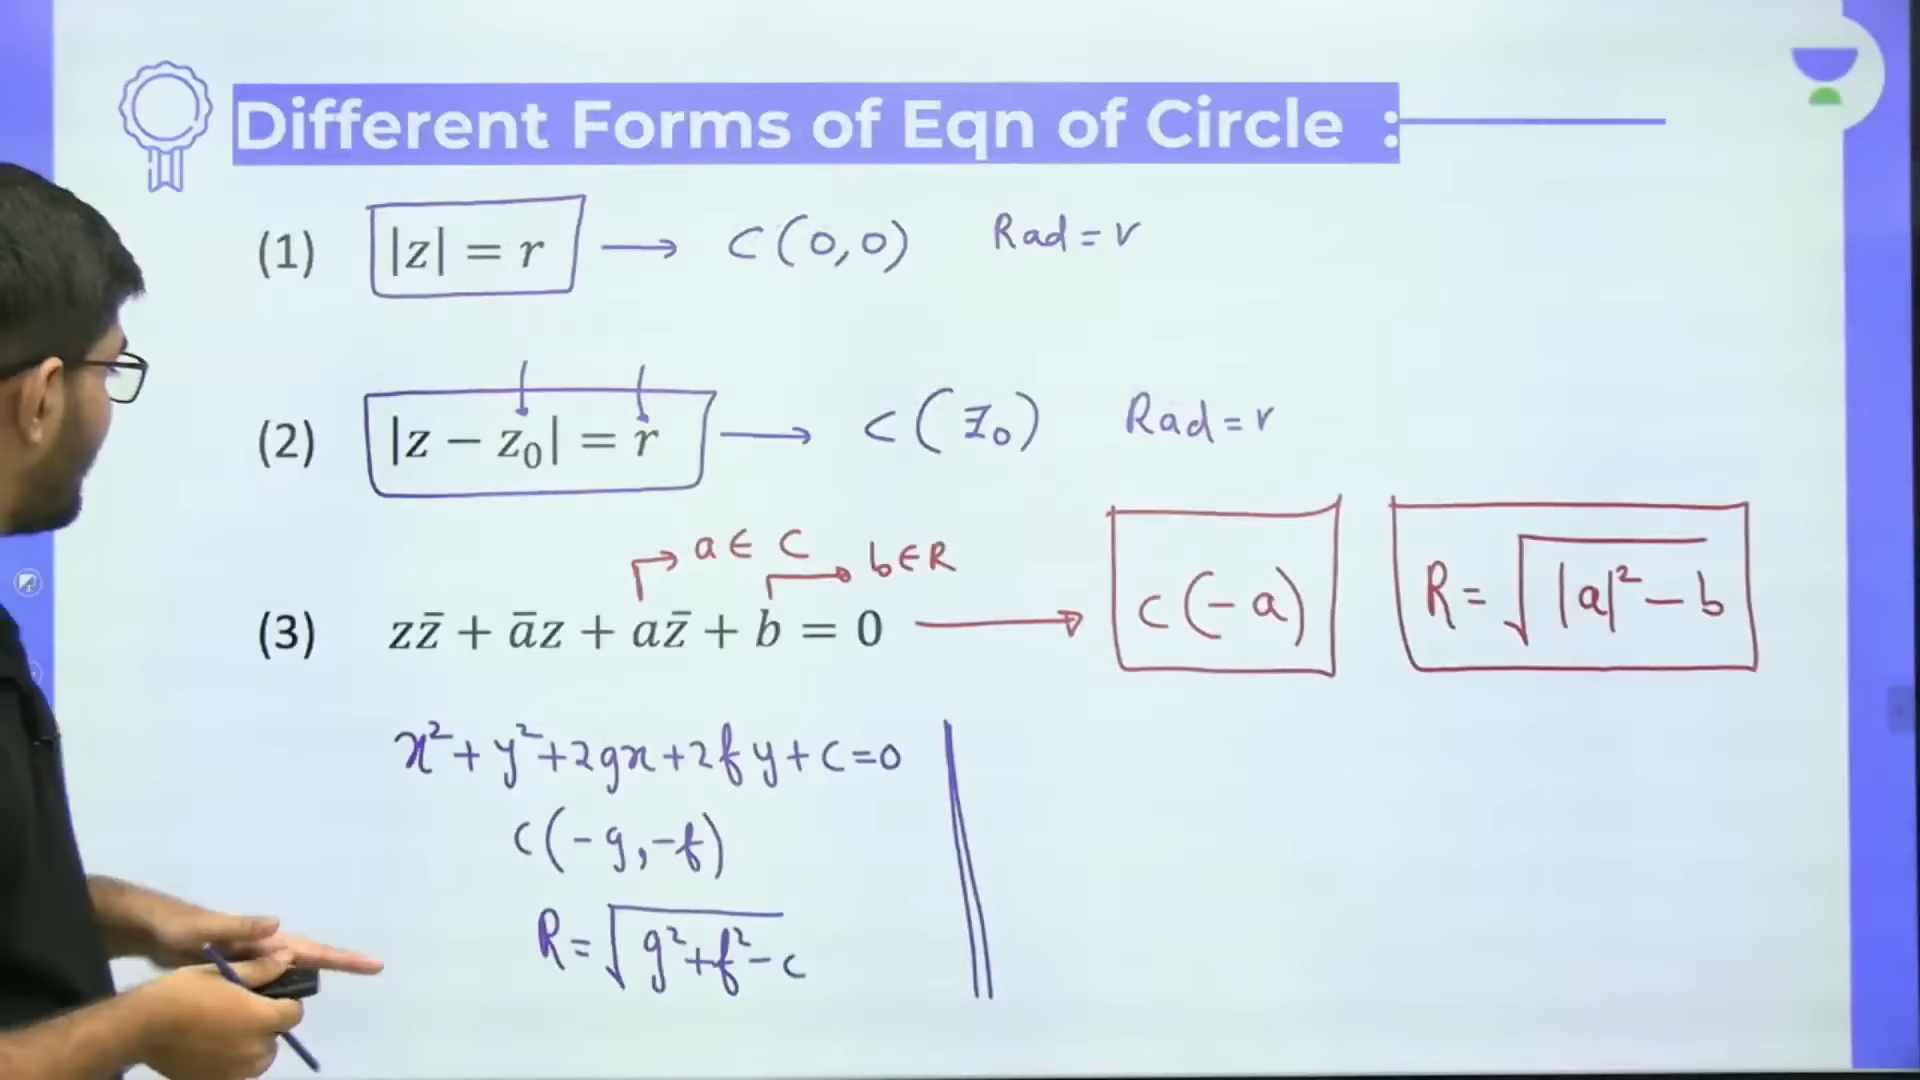 Different Forms of Eqn of Circle :
(1) |z| = r → C (0,0) Rad = r
(2) |z − z₀| = r → C (z₀) Rad = r
a ∈ C b ∈ R
(3) zz̄ + āz + az̄ + b = 0 → C (-a) R = √|a|² − b
x² + y² + 2gx + 2fy + c = 0
C (-g, -f)
R = √g² + f² − c